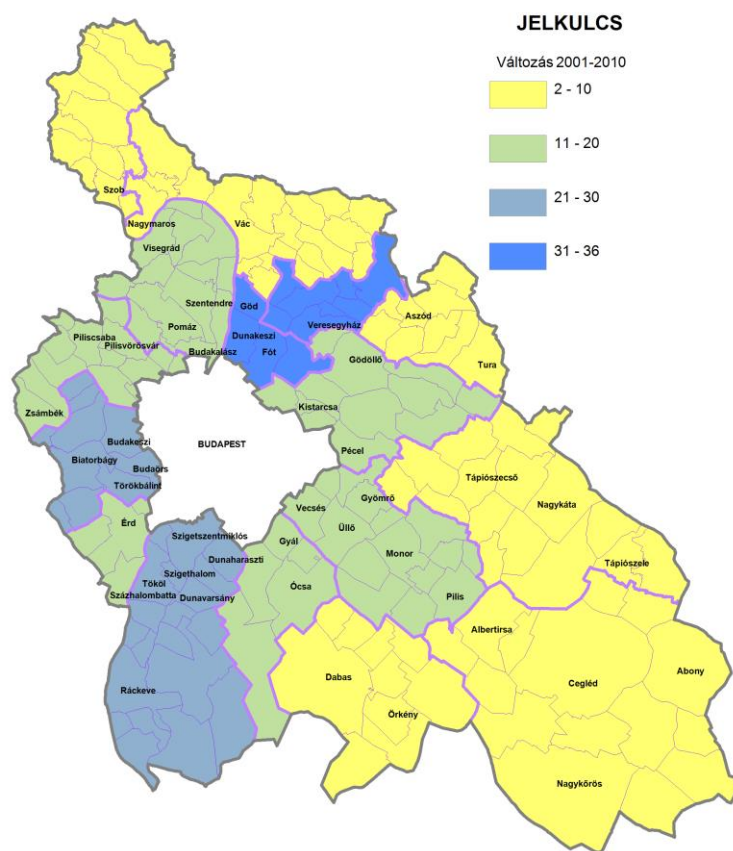 JELKULCS
Változás 2001-2010
2 - 10
11 - 20
21 - 30
31 - 36
Szob
Nagymaros
Vác
Visegrád
Szentendre
Göd
Veresegyház
Aszód
Pomáz
Dunakeszi
Piliscsaba
Pilisvörösvár
Budakalász
Fót
Gödöllő
Tura
Zsámbék
Kistarcsa
Budakeszi
BUDAPEST
Biatorbágy
Pécel
Budaörs
Törökbálint
Tápiószecső
Nagykáta
Gyömrő
Vecsés
Érd
Üllő
Szigetszentmiklós
Gyál
Monor
Dunaharaszti
Tápiószele
Szigethalom
Tököl
Ócsa
Százhalombatta
Dunavarsány
Pilis
Albertirsa
Cegléd
Abony
Dabas
Ráckeve
Örkény
Nagykőrös